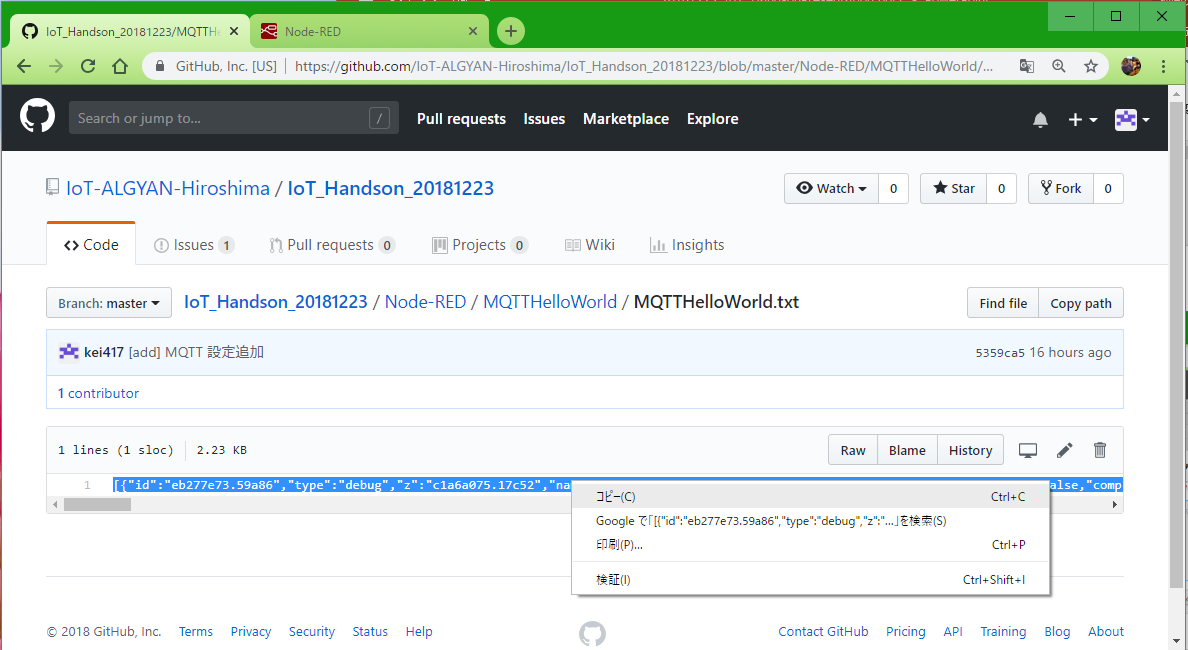 IoT_Handson_20181223/MQTTHe
Node-RED
GitHub, Inc. [US] | https://github.com/IoT-ALGYAN-Hiroshima/IoT_Handson_20181223/blob/master/Node-RED/MQTTHelloWorld/...
Search or jump to... /
Pull requests Issues Marketplace Explore
IoT-ALGYAN-Hiroshima / IoT_Handson_20181223
Watch 0 Star 0 Fork 0
Code Issues 1 Pull requests 0 Projects 0 Wiki Insights
Branch: master IoT_Handson_20181223 / Node-RED / MQTTHelloWorld / MQTTHelloWorld.txt
Find file Copy path
kei417 [add] MQTT 設定追加 5359ca5 16 hours ago
1 contributor
1 lines (1 sloc) 2.23 KB
Raw Blame History
1 [{"id":"eb277e73.59a86","type":"debug","z":"c1a6a075.17c52","na alse,"comp
コピー(C) Ctrl+C
Google で「[{"id":"eb277e73.59a86","type":"debug","z":"...」を検索(S)
印刷(P)... Ctrl+P
検証(I) Ctrl+Shift+I
© 2018 GitHub, Inc. Terms Privacy Security Status Help
Contact GitHub Pricing API Training Blog About